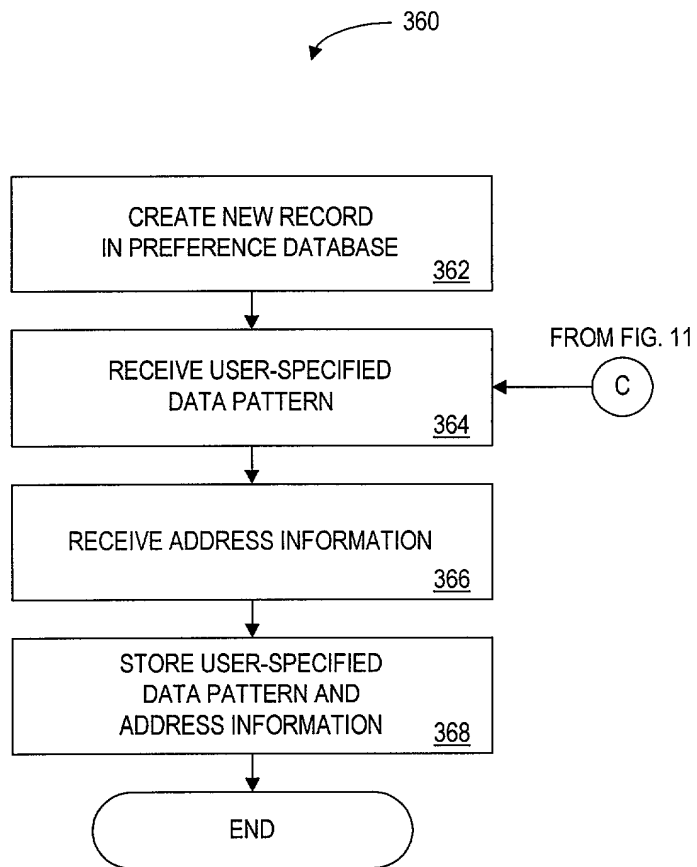 360
CREATE NEW RECORD
IN PREFERENCE DATABASE
362
FROM FIG. 11
RECEIVE USER-SPECIFIED
DATA PATTERN
C
364
RECEIVE ADDRESS INFORMATION
366
STORE USER-SPECIFIED
DATA PATTERN AND
ADDRESS INFORMATION
368
END